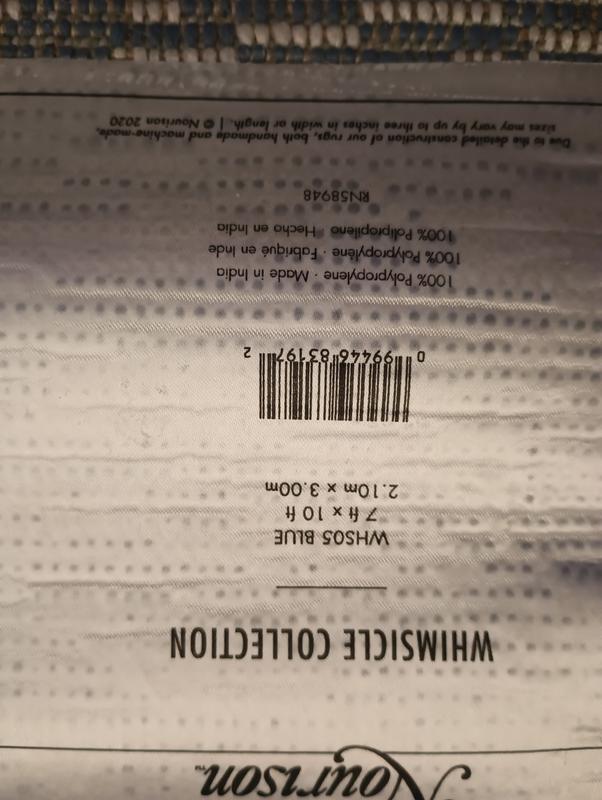 Nourison™
WHIMSICLE COLLECTION
WHS05 BLUE
7 ft x 10 ft
2.10m x 3.00m
0 99446 83197 2
100% Polypropylene · Made in India
100% Polypropylène · Fabriqué en Inde
100% Polipropileno · Hecho en India
RN58948
Due to the detailed construction of our rugs, both handmade and machine-made,
sizes may vary by up to three inches in width or length. | © Nourison 2020